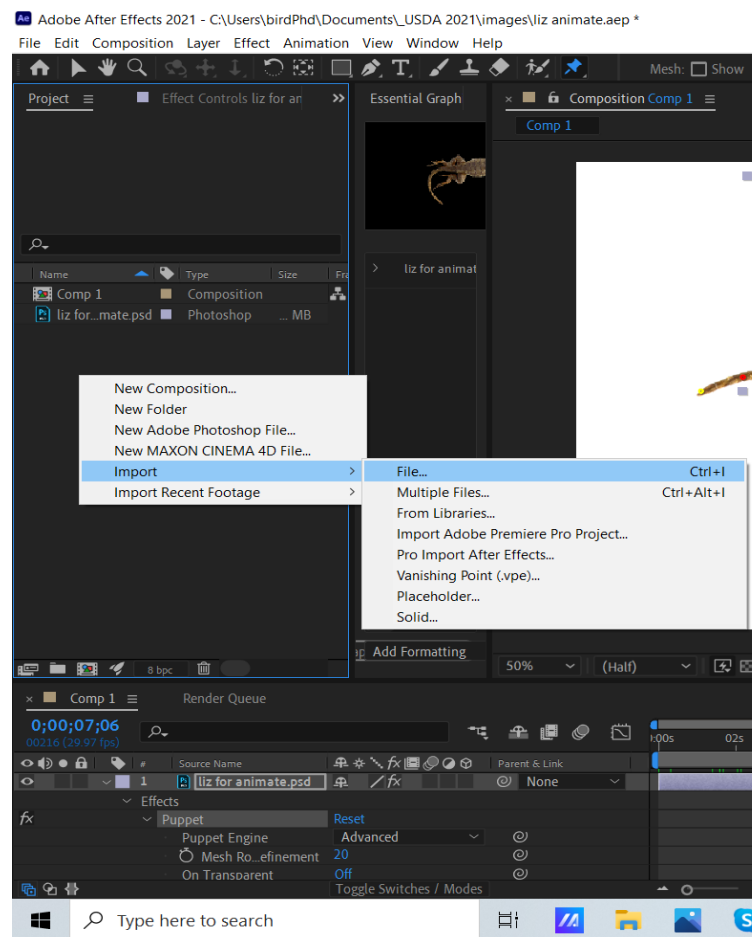 Ae Adobe After Effects 2021 - C:\Users\birdPhd\Documents\_USDA 2021\images\liz animate.aep *
File Edit Composition Layer Effect Animation View Window Help
T Mesh: Show
Project Effect Controls liz for an >> Essential Graph × Composition Comp 1
Comp 1
Name Type Size Fra
Comp 1 Composition
liz for animat
Ps liz for...mate.psd Photoshop ... MB
New Composition...
New Folder
New Adobe Photoshop File...
New MAXON CINEMA 4D File...
Import >
Import Recent Footage >
File... Ctrl+I
Multiple Files... Ctrl+Alt+I
From Libraries...
Import Adobe Premiere Pro Project...
Pro Import After Effects...
Vanishing Point (.vpe)...
Placeholder...
Solid...
Add Formatting
8 bpc
50% (Half)
× Comp 1 Render Queue
0;00;07;06
00216 (29.97 fps)
02s
# Source Name fx Parent & Link
1 Ps liz for animate.psd fx None
Effects
fx Puppet Reset
Puppet Engine Advanced
Mesh Ro...efinement 20
On Transparent Off
Toggle Switches / Modes
Type here to search